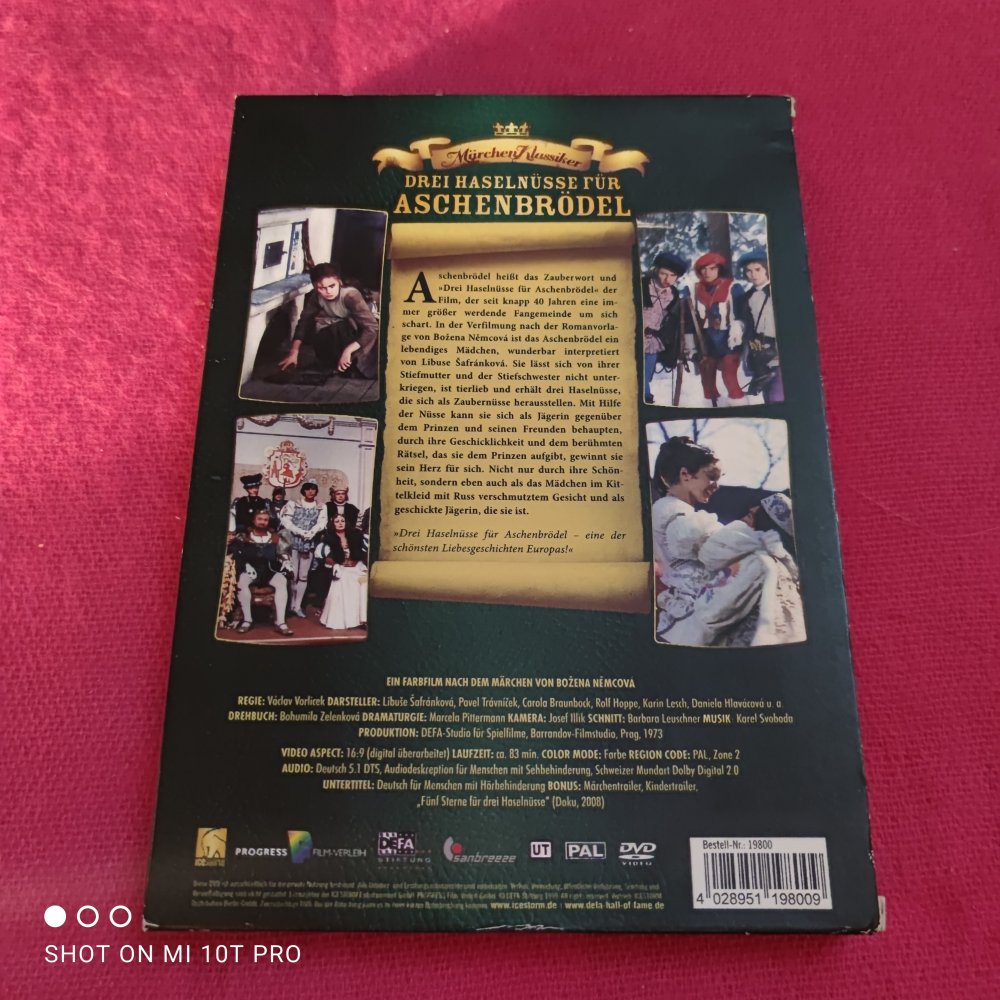 Märchen Klassiker
DREI HASELNÜSSE FÜR
ASCHENBRÖDEL
Aschenbrödel heißt das Zauberwort und
»Drei Haselnüsse für Aschenbrödel« der
Film, der seit knapp 40 Jahren eine im-
mer größer werdende Fangemeinde um sich
schart. In der Verfilmung nach der Romanvorla-
ge von Božena Němcová ist das Aschenbrödel ein
lebendiges Mädchen, wunderbar interpretiert
von Libuse Šafránková. Sie lässt sich von ihrer
Stiefmutter und der Stiefschwester nicht unter-
kriegen, ist tierlieb und erhält drei Haselnüsse,
die sich als Zaubernüsse herausstellen. Mit Hilfe
der Nüsse kann sie sich als Jägerin gegenüber
dem Prinzen und seinen Freunden behaupten,
durch ihre Geschicklichkeit und dem berühmten
Rätsel, das sie dem Prinzen aufgibt, gewinnt sie
sein Herz für sich. Nicht nur durch ihre Schön-
heit, sondern eben auch als das Mädchen im Kit-
telkleid mit Russ verschmutztem Gesicht und als
geschickte Jägerin, die sie ist.
»Drei Haselnüsse für Aschenbrödel – eine der
schönsten Liebesgeschichten Europas!«
EIN FARBFILM NACH DEM MÄRCHEN VON BOŽENA NĚMCOVÁ
REGIE: Václav Vorlicek DARSTELLER: Libuše Šafránková, Pavel Trávníček, Carola Braunbock, Rolf Hoppe, Karin Lesch, Daniela Hlavácová u. a.
DREHBUCH: Bohumila Zelenková DRAMATURGIE: Marcela Pittermann KAMERA: Josef Illik SCHNITT: Barbara Leuschner MUSIK: Karel Svoboda
PRODUKTION: DEFA-Studio für Spielfilme, Barrandov-Filmstudio, Prag, 1973
VIDEO ASPECT: 16:9 (digital überarbeitet) LAUFZEIT: ca. 83 min. COLOR MODE: Farbe REGION CODE: PAL, Zone 2
AUDIO: Deutsch 5.1 DTS, Audiodeskription für Menschen mit Sehbehinderung, Schweizer Mundart Dolby Digital 2.0
UNTERTITEL: Deutsch für Menschen mit Hörbehinderung BONUS: Märchentrailer, Kindertrailer,
„Fünf Sterne für drei Haselnüsse" (Doku, 2008)
ICESTORM PROGRESS FILM-VERLEIH DEFA STIFTUNG sanbreeze UT PAL DVD VIDEO
Bestell-Nr.: 19800
4 028951 198009
www.icestorm.de www.defa-hall-of-fame.de
SHOT ON MI 10T PRO